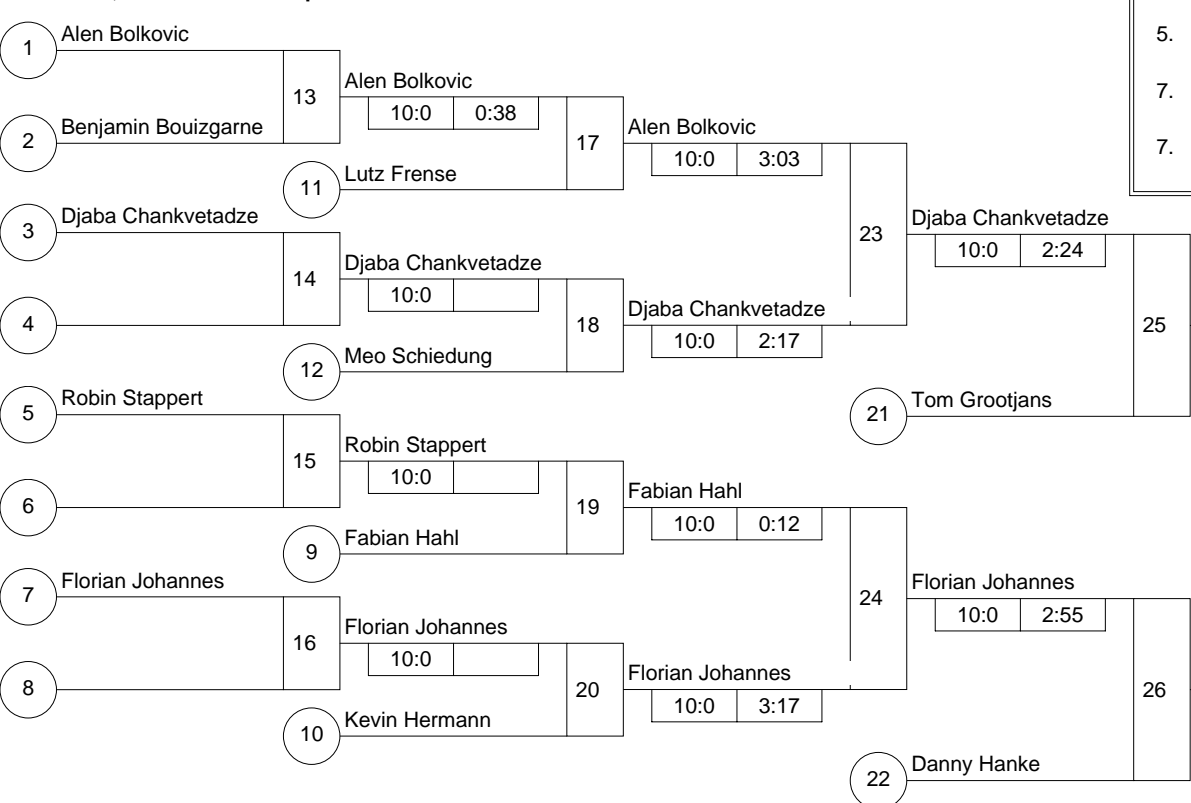 5.
Alen Bolkovic
1
13
Alen Bolkovic
10:0 0:38
7.
2
Benjamin Bouizgarne
17
Alen Bolkovic
10:0 3:03
7.
11
Lutz Frense
3
Djaba Chankvetadze
23
Djaba Chankvetadze
10:0 2:24
14
Djaba Chankvetadze
10:0
4
18
Djaba Chankvetadze
10:0 2:17
25
12
Meo Schiedung
5
Robin Stappert
21
Tom Grootjans
15
Robin Stappert
10:0
6
19
Fabian Hahl
10:0 0:12
9
Fabian Hahl
7
Florian Johannes
24
Florian Johannes
10:0 2:55
16
Florian Johannes
10:0
8
20
Florian Johannes
10:0 3:17
26
10
Kevin Hermann
22
Danny Hanke